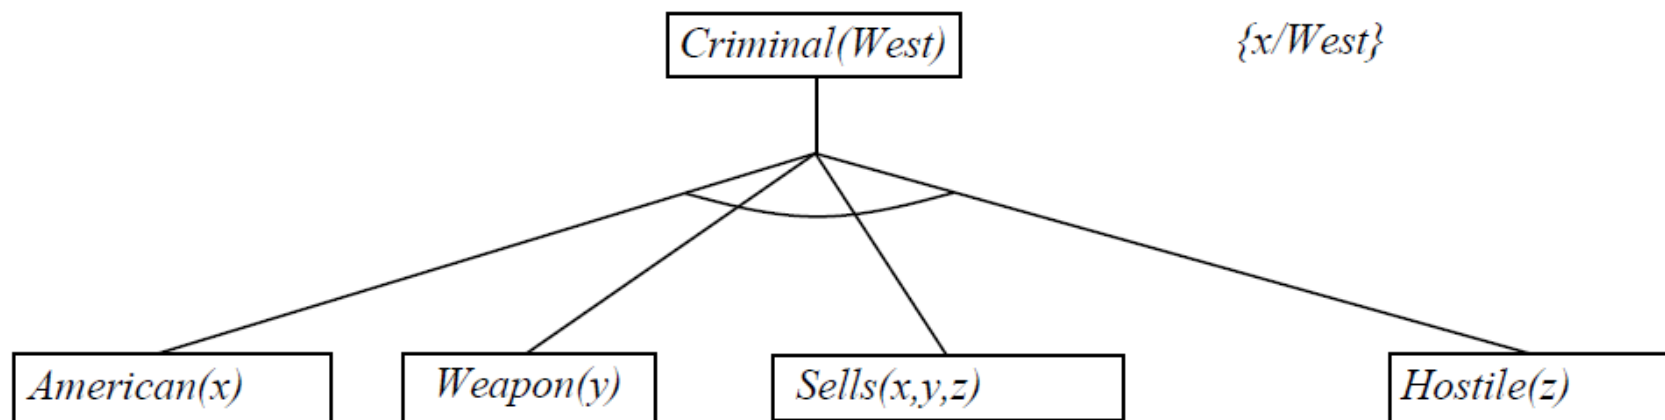 Criminal(West)
{x/West}
American(x)
Weapon(y)
Sells(x,y,z)
Hostile(z)